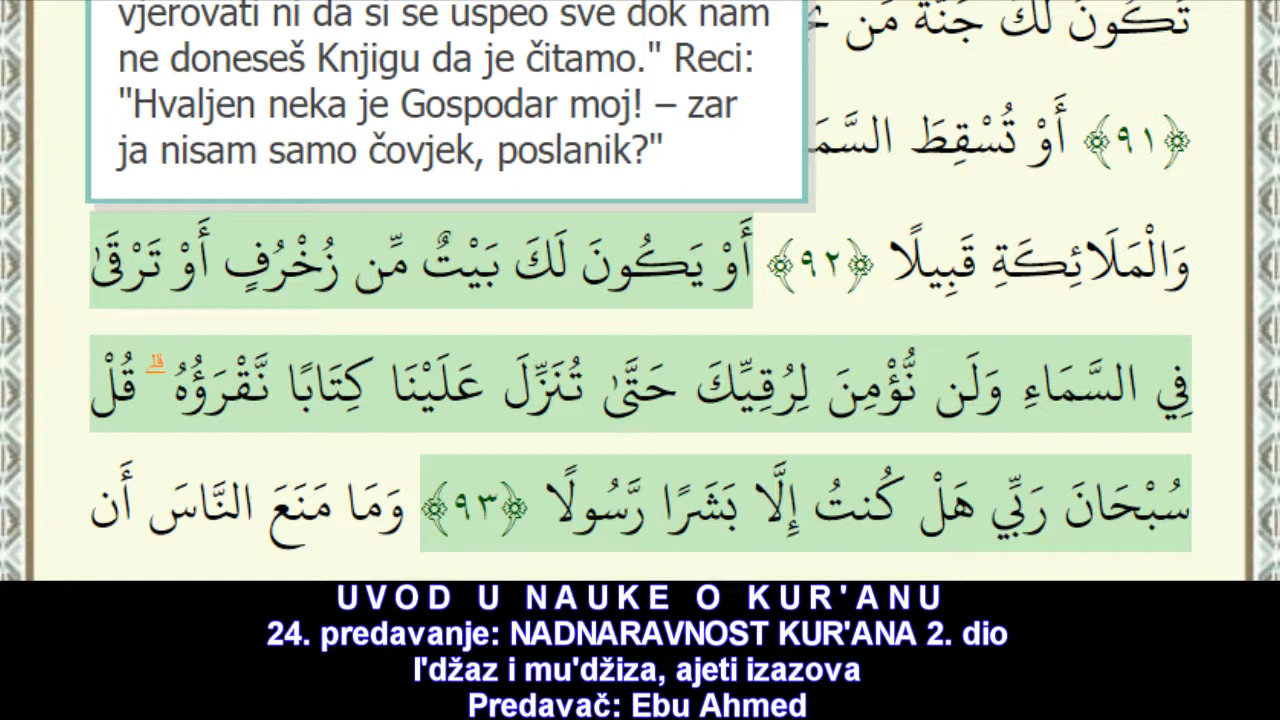 vjerovati ni da si se uspeo sve dok nam
ne doneseš Knjigu da je čitamo." Reci:
"Hvaljen neka je Gospodar moj! – zar
ja nisam samo čovjek, poslanik?"
تَكُونَ لَكَ جَنَّةٌ مِّن
﴿٩١﴾ أَوْ تُسْقِطَ السَّمَا
وَالْمَلَائِكَةِ قَبِيلًا ﴿٩٢﴾ أَوْ يَكُونَ لَكَ بَيْتٌ مِّن زُخْرُفٍ أَوْ تَرْقَىٰ
فِي السَّمَاءِ وَلَن نُّؤْمِنَ لِرُقِيِّكَ حَتَّىٰ تُنَزِّلَ عَلَيْنَا كِتَابًا نَّقْرَؤُهُ ۗ قُلْ
سُبْحَانَ رَبِّي هَلْ كُنتُ إِلَّا بَشَرًا رَّسُولًا ﴿٩٣﴾ وَمَا مَنَعَ النَّاسَ أَن
UVOD U NAUKE O KUR'ANU
24. predavanje: NADNARAVNOST KUR'ANA 2. dio
I'džaz i mu'džiza, ajeti izazova
Predavač: Ebu Ahmed